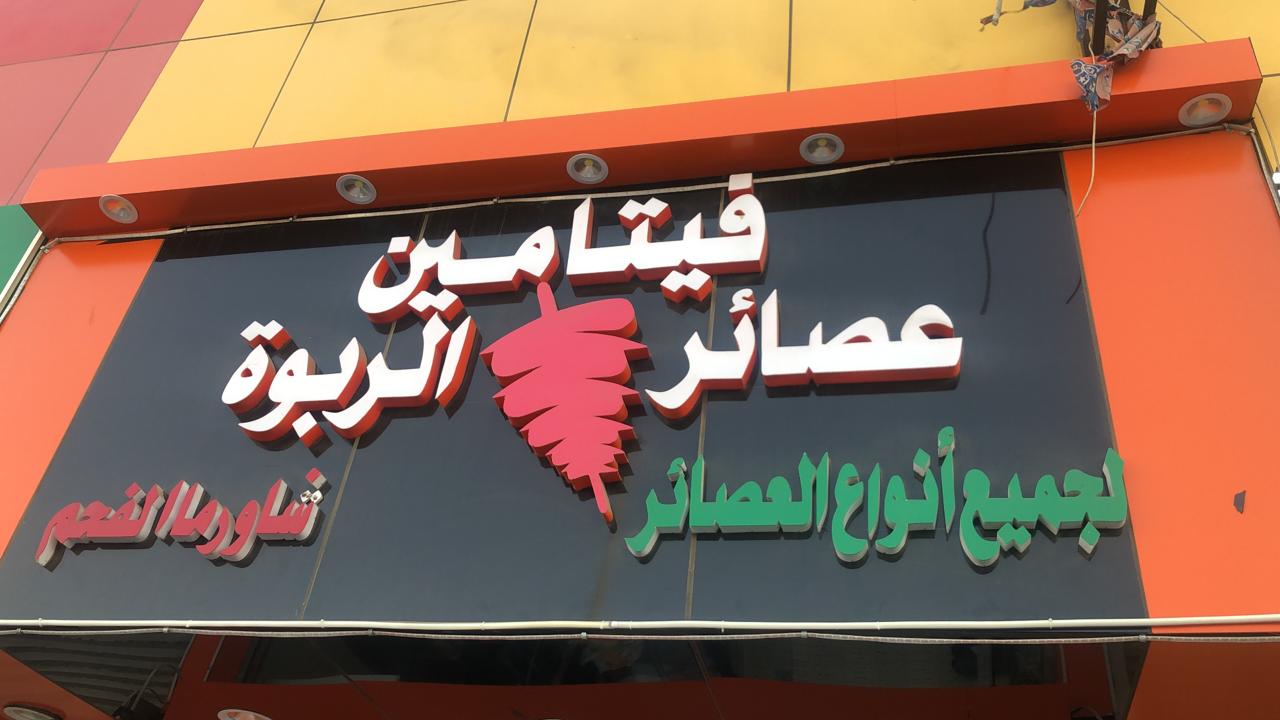 فيتامين
عصائر الربوة
لجميع أنواع العصائر
شاورما الفحم